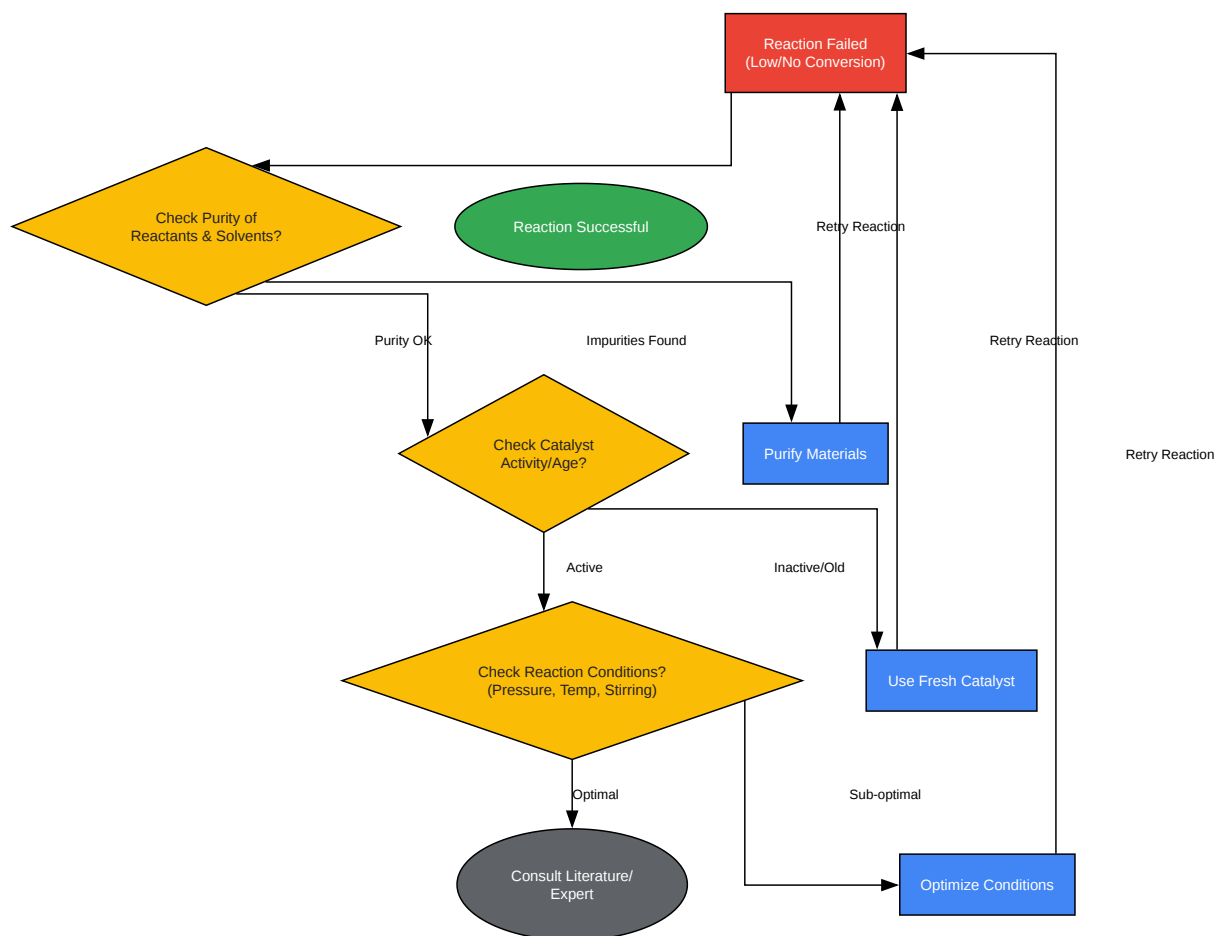 Reaction Failed
(Low/No Conversion)
Check Purity of
Reactants & Solvents?
Reaction Successful
Retry Reaction
Purity OK
Impurities Found
Retry Reaction
Check Catalyst
Activity/Age?
Purify Materials
Retry Reaction
Active
Inactive/Old
Check Reaction Conditions?
(Pressure, Temp, Stirring)
Use Fresh Catalyst
Optimal
Sub-optimal
Consult Literature/
Expert
Optimize Conditions